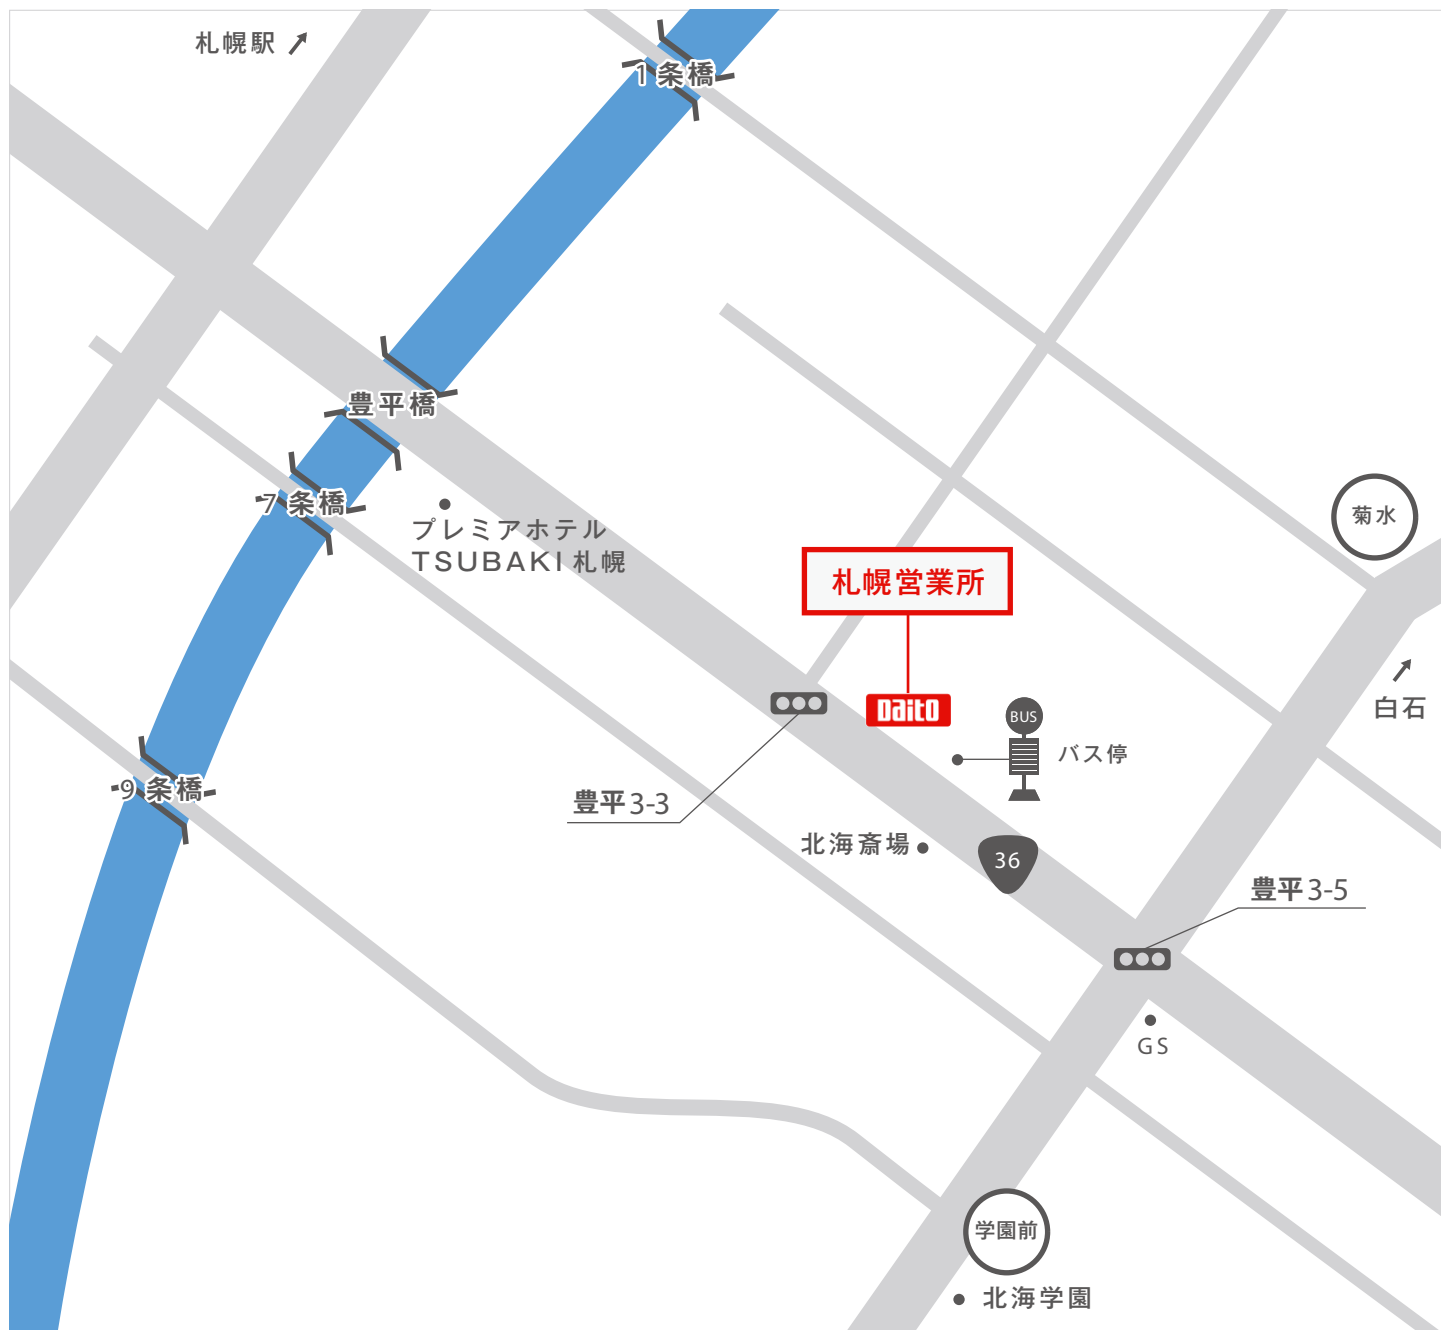 札幌駅
1条橋
豊平橋
7条橋
プレミアホテル
TSUBAKI 札幌
菊水
札幌営業所
Daito
BUS
バス停
白石
9条橋
豊平3-3
北海斎場
36
豊平3-5
GS
学園前
北海学園